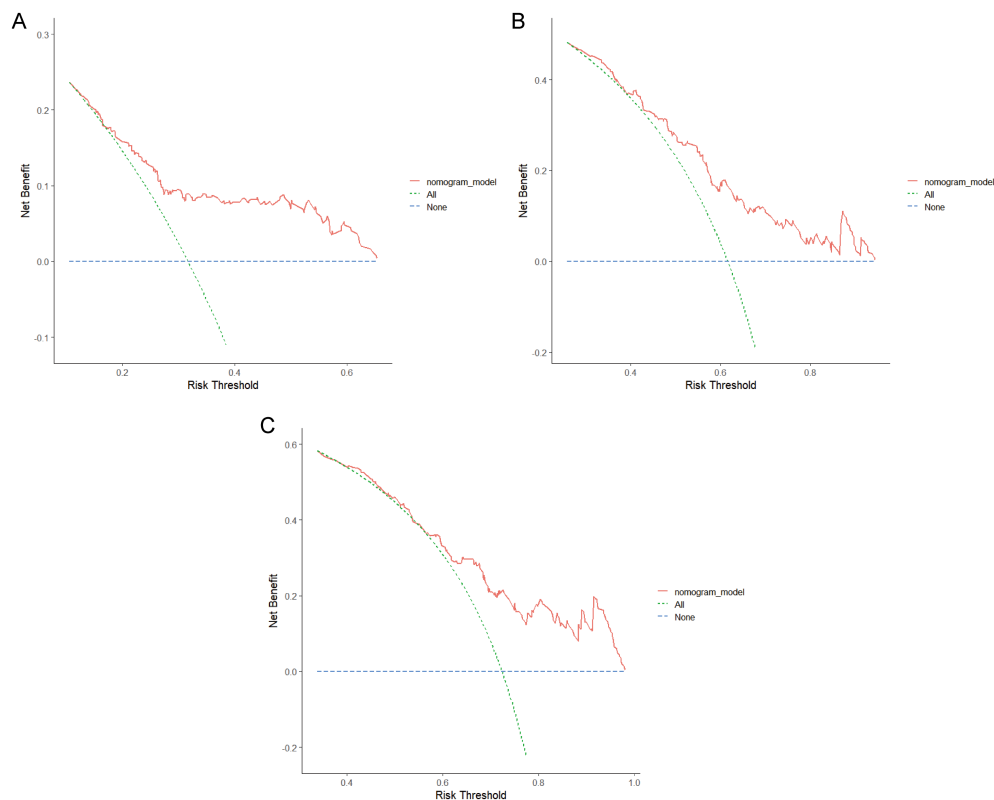 A
0.3
0.2
0.1
0.0
-0.1
Net Benefit
0.2
0.4
0.6
Risk Threshold
nomogram_model
All
None
B
0.4
0.2
0.0
-0.2
Net Benefit
0.4
0.6
0.8
Risk Threshold
nomogram_model
All
None
C
0.6
0.4
0.2
0.0
-0.2
Net Benefit
0.4
0.6
0.8
1.0
Risk Threshold
nomogram_model
All
None